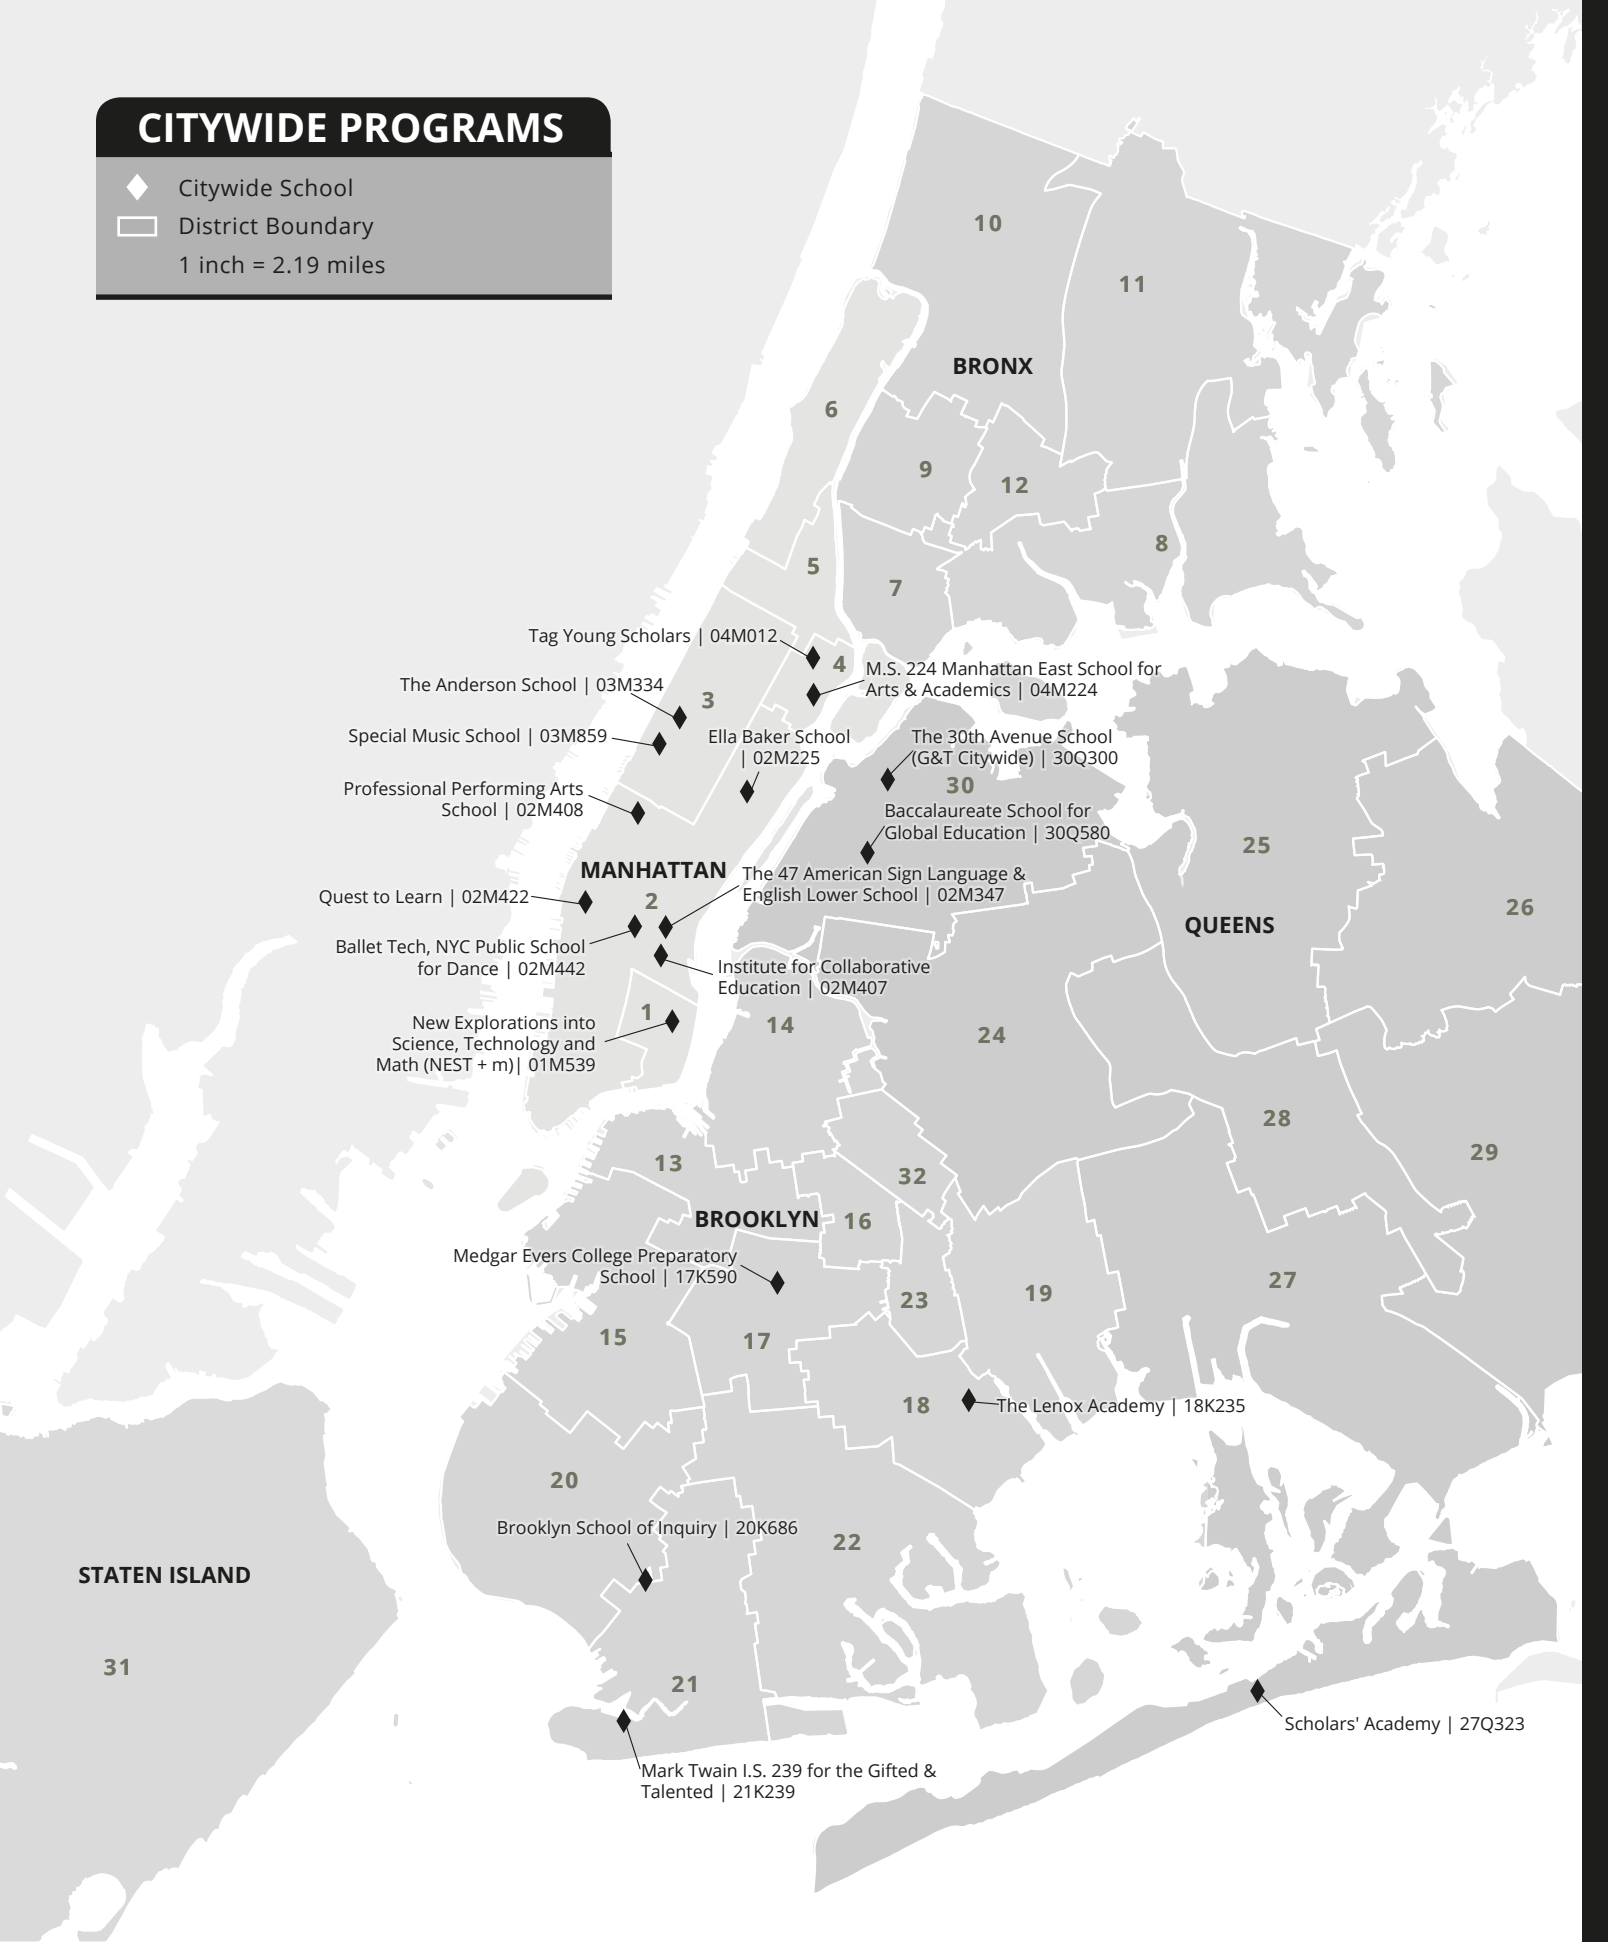 CITYWIDE PROGRAMS
Citywide School
District Boundary
1 inch = 2.19 miles
10
11
BRONX
6
9
12
8
5
7
Tag Young Scholars | 04M012
4
M.S. 224 Manhattan East School for
Arts & Academics | 04M224
The Anderson School | 03M334
3
Special Music School | 03M859
Ella Baker School
| 02M225
The 30th Avenue School
(G&T Citywide) | 30Q300
30
Professional Performing Arts
School | 02M408
Baccalaureate School for
Global Education | 30Q580
25
MANHATTAN
The 47 American Sign Language &
English Lower School | 02M347
Quest to Learn | 02M422
2
26
QUEENS
Ballet Tech, NYC Public School
for Dance | 02M442
Institute for Collaborative
Education | 02M407
1
New Explorations into
Science, Technology and
Math (NEST + m)| 01M539
14
24
28
29
13
32
BROOKLYN
16
Medgar Evers College Preparatory
School | 17K590
23
19
27
15
17
18
The Lenox Academy | 18K235
20
Brooklyn School of Inquiry | 20K686
22
STATEN ISLAND
31
21
Scholars' Academy | 27Q323
Mark Twain I.S. 239 for the Gifted &
Talented | 21K239